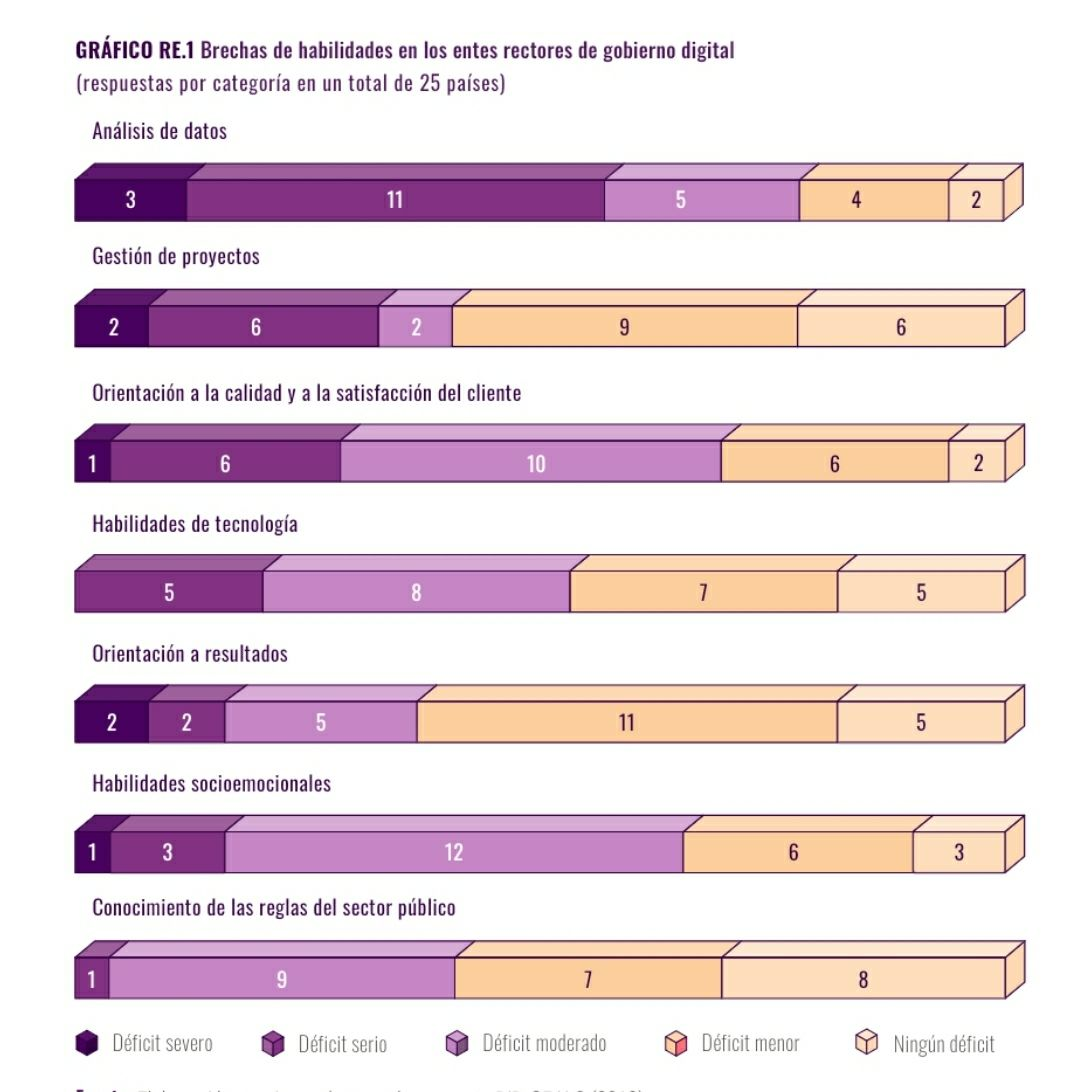 GRÁFICO RE.1 Brechas de habilidades en los entes rectores de gobierno digital
(respuestas por categoría en un total de 25 países)
Análisis de datos
3 11 5 4 2
Gestión de proyectos
2 6 2 9 6
Orientación a la calidad y a la satisfacción del cliente
1 6 10 6 2
Habilidades de tecnología
5 8 7 5
Orientación a resultados
2 2 5 11 5
Habilidades socioemocionales
1 3 12 6 3
Conocimiento de las reglas del sector público
1 9 7 8
Déficit severo Déficit serio Déficit moderado Déficit menor Ningún déficit